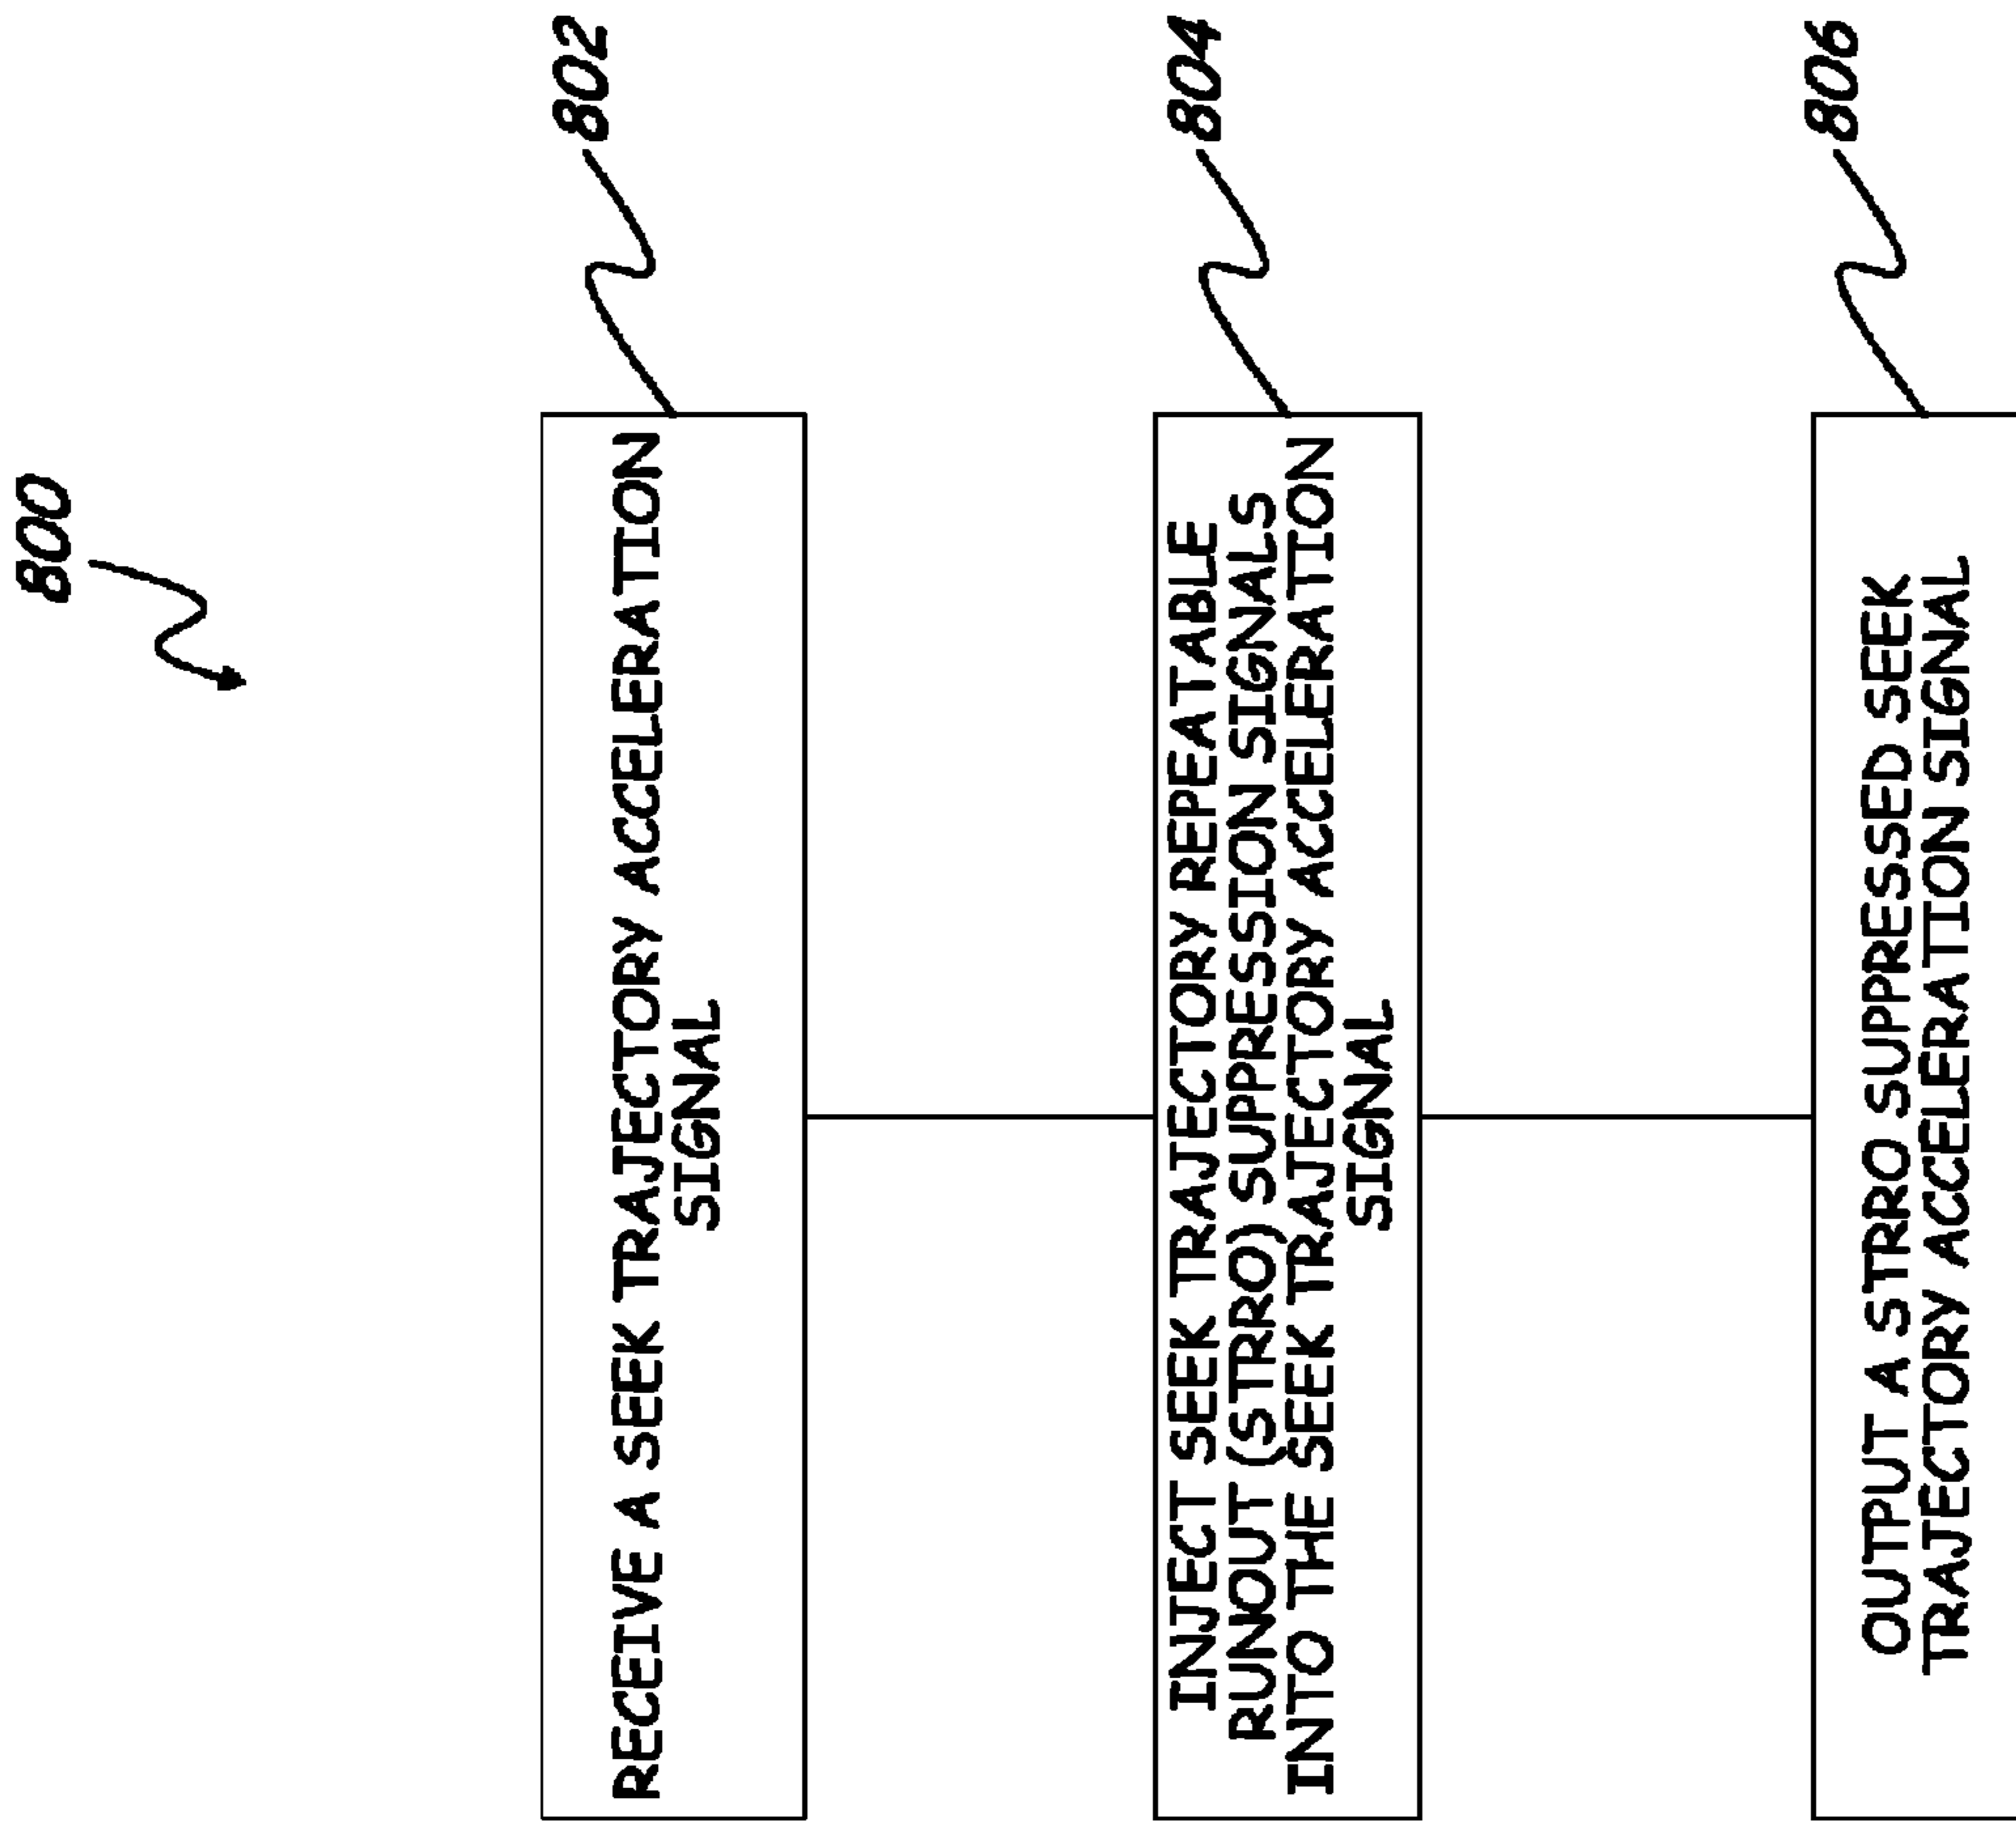 800
802
RECEIVE A SEEK TRAJECTORY ACCELERATION
SIGNAL
804
INJECT SEEK TRAJECTORY REPEATABLE
RUNOUT (STRRO) SUPPRESSION SIGNALS
INTO THE SEEK TRAJECTORY ACCELERATION
SIGNAL
806
OUTPUT A STRRO SUPPRESSED SEEK
TRAJECTORY ACCELERATION SIGNAL